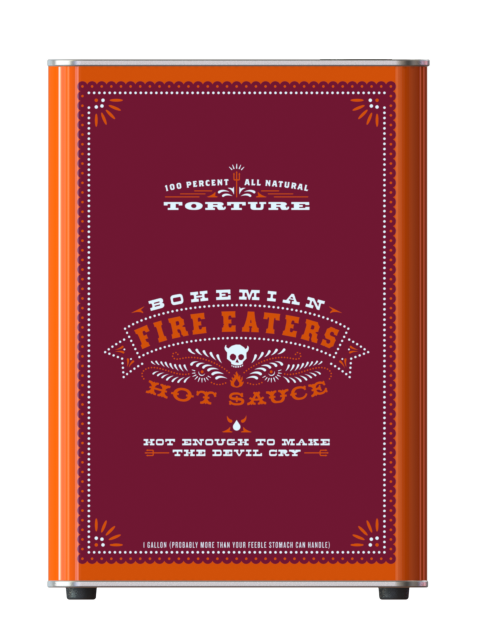 100 PERCENT ALL NATURAL
TORTURE
BOHEMIAN
FIRE EATERS
HOT SAUCE
HOT ENOUGH TO MAKE
THE DEVIL CRY
1 GALLON (PROBABLY MORE THAN YOUR FEEBLE STOMACH CAN HANDLE)